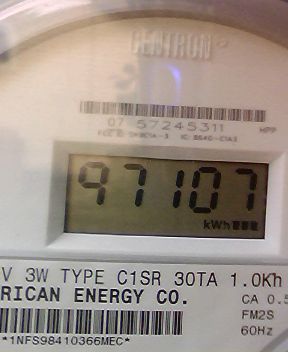 CENTRON
07 57245311 HPP
97107
kWh
V 3W TYPE C1SR 30TA 1.0Kh
RICAN ENERGY CO.
CA 0.5
FM2S
60Hz
*1NFS98410366MEC*